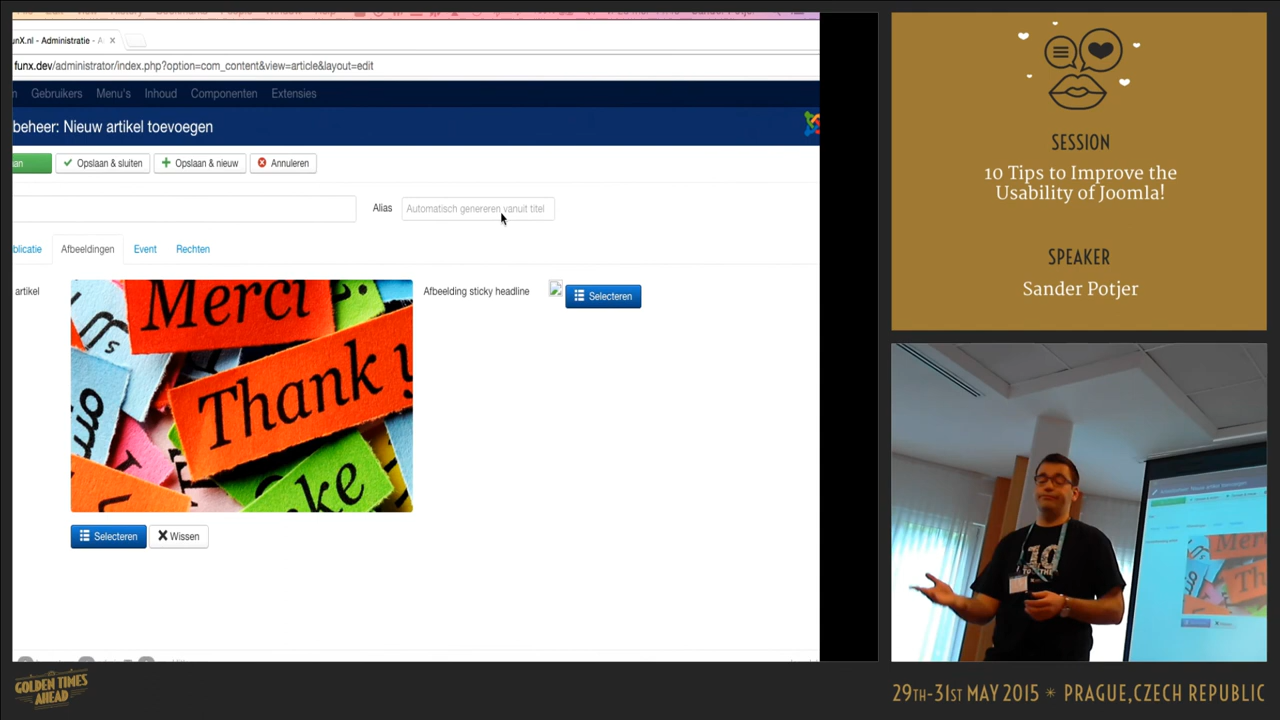 unX.nl - Administratie - A
funx.dev/administrator/index.php?option=com_content&view=article&layout=edit
Gebruikers Menu's Inhoud Componenten Extensies
beheer: Nieuw artikel toevoegen
Opslaan & sluiten Opslaan & nieuw Annuleren
Alias Automatisch genereren vanuit titel
blicatie Afbeeldingen Event Rechten
artikel
Merci
Thank y
oke
Selecteren Wissen
Afbeelding sticky headline Selecteren
SESSION
10 Tips to Improve the
Usability of Joomla!
SPEAKER
Sander Potjer
10
GOLDEN TIMES
AHEAD
29TH-31ST MAY 2015 * PRAGUE, CZECH REPUBLIC